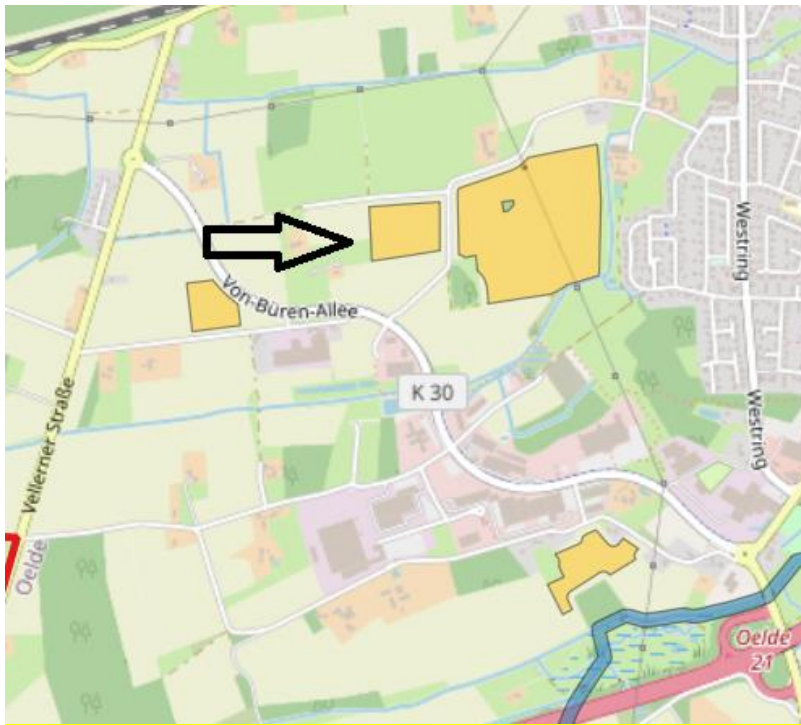 Westring
Von-Büren-Allee
K 30
Vellerner Straße
Westring
Oelde
Oelde
21